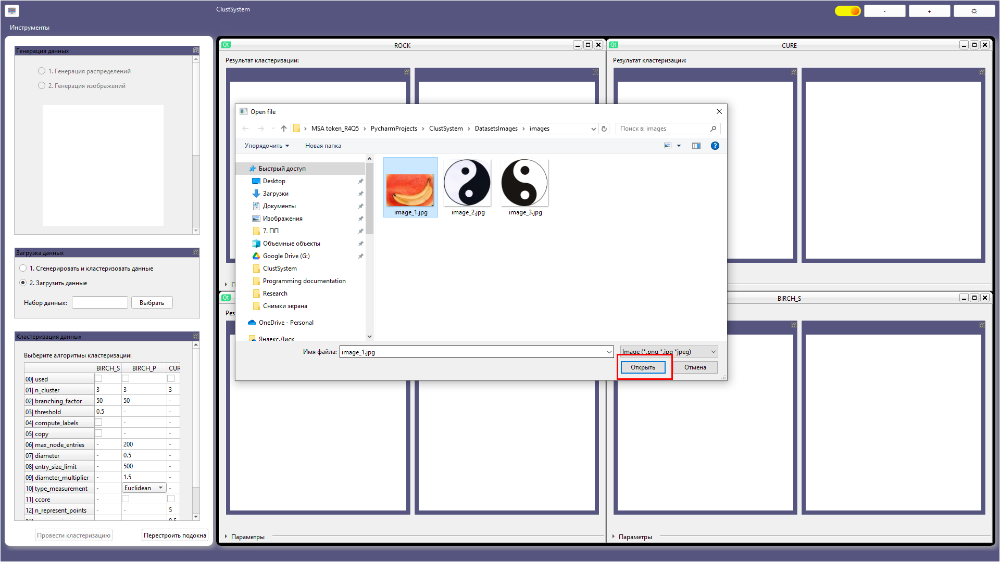 ClustSystem
-
+
Инструменты
Генерация данных
1. Генерация распределений
2. Генерация изображений
Загрузка данных
1. Сгенерировать и кластеризовать данные
2. Загрузить данные
Набор данных:
Выбрать
Кластеризация данных
Выберите алгоритмы кластеризации:
BIRCH_S BIRCH_P CUR
00| used
01| n_cluster 3 3 3
02| branching_factor 50 50 -
03| threshold 0.5 - -
04| compute_labels - -
05| copy - -
06| max_node_entries - 200 -
07| diameter - 0.5 -
08| entry_size_limit - 500 -
09| diameter_multiplier - 1.5 -
10| type_measurement - Euclidean -
11| ccore -
12| n_represent_points - - 5
Провести кластеризацию
Перестроить подокна
Qt
ROCK
Результат кластеризации:
Qt
CURE
Результат кластеризации:
Open file
MSA token_R4Q5 › PycharmProjects › ClustSystem › DatasetsImages › images
Поиск в: images
Упорядочить
Новая папка
?
Быстрый доступ
Desktop
Загрузки
Документы
Изображения
7. ПП
Объемные объекты
Google Drive (G:)
ClustSystem
Programming documentation
Research
Снимки экрана
OneDrive - Personal
Яндекс.Диск
image_1.jpg
image_2.jpg
image_3.jpg
Имя файла:
image_1.jpg
Image (*.png *.jpg *jpeg)
Открыть
Отмена
П
Qt
Рез
BIRCH_S
Параметры
Параметры